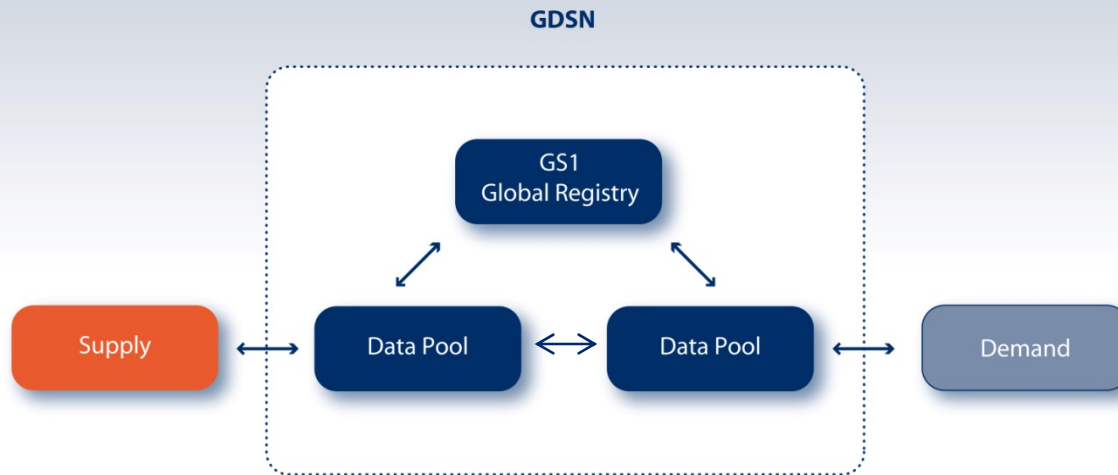 GDSN
GS1
Global Registry
Supply
Data Pool
Data Pool
Demand